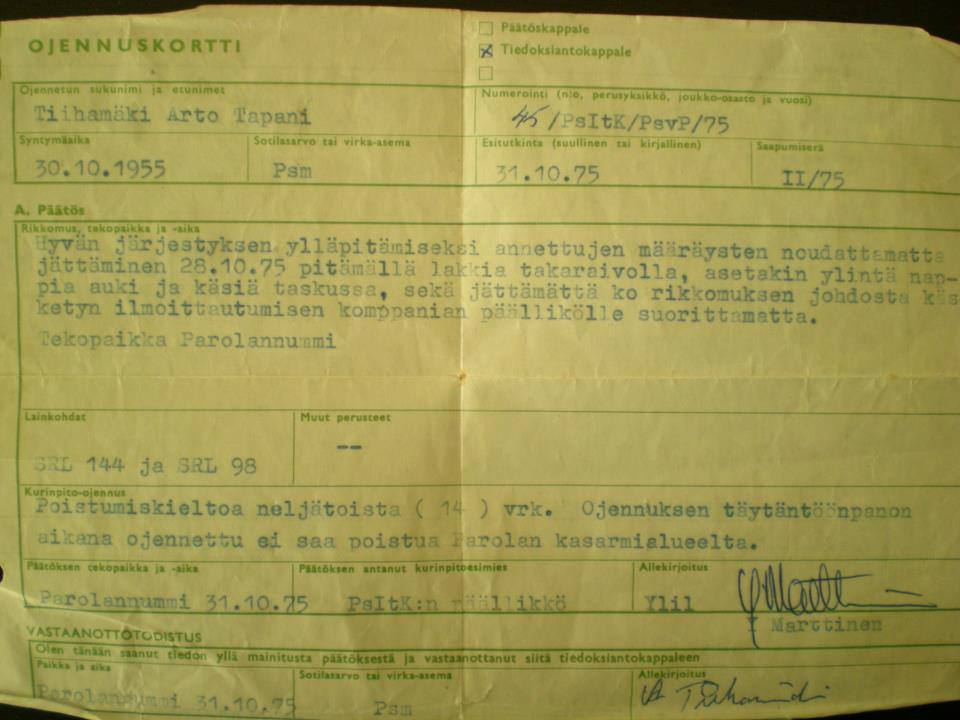 OJENNUSKORTTI
Päätöskappale
Tiedoksiantokappale
Ojennetun sukunimi ja etunimet
Tiihamäki Arto Tapani
Numerointi (n:o, perusyksikkö, joukko-osasto ja vuosi)
45/PsItK/PsvP/75
Syntymäaika
30.10.1955
Sotilasarvo tai virka-asema
Psm
Esitutkinta (suullinen tai kirjallinen)
31.10.75
Saapumiserä
II/75
A. Päätös
Rikkomus, tekopaikka ja -aika
Hyvän järjestyksen ylläpitämiseksi annettujen määräysten noudattamatta
jättäminen 28.10.75 pitämällä lakkia takaraivolla, asetakin ylintä nap-
pia auki ja käsiä taskussa, sekä jättämättä ko rikkomuksen johdosta käs
ketyn ilmoittautumisen komppanian päällikölle suorittamatta.
Tekopaikka Parolannummi
Lainkohdat
SRL 144 ja SRL 98
Muut perusteet
--
Kurinpito-ojennus
Poistumiskieltoa neljätoista ( 14 ) vrk. Ojennuksen täytäntöönpanon
aikana ojennettu ei saa poistua Parolan kasarmialueelta.
Päätöksen tekopaikka ja -aika
Parolannummi 31.10.75
Päätöksen antanut kurinpitoesimies
PsItK:n päällikkö
Ylil
Allekirjoitus
Marttinen
VASTAANOTTOTODISTUS
Olen tänään saanut tiedon yllä mainitusta päätöksestä ja vastaanottanut siitä tiedoksiantokappaleen
Paikka ja aika
Parolannummi 31.10.75
Sotilasarvo tai virka-asema
Psm
Allekirjoitus